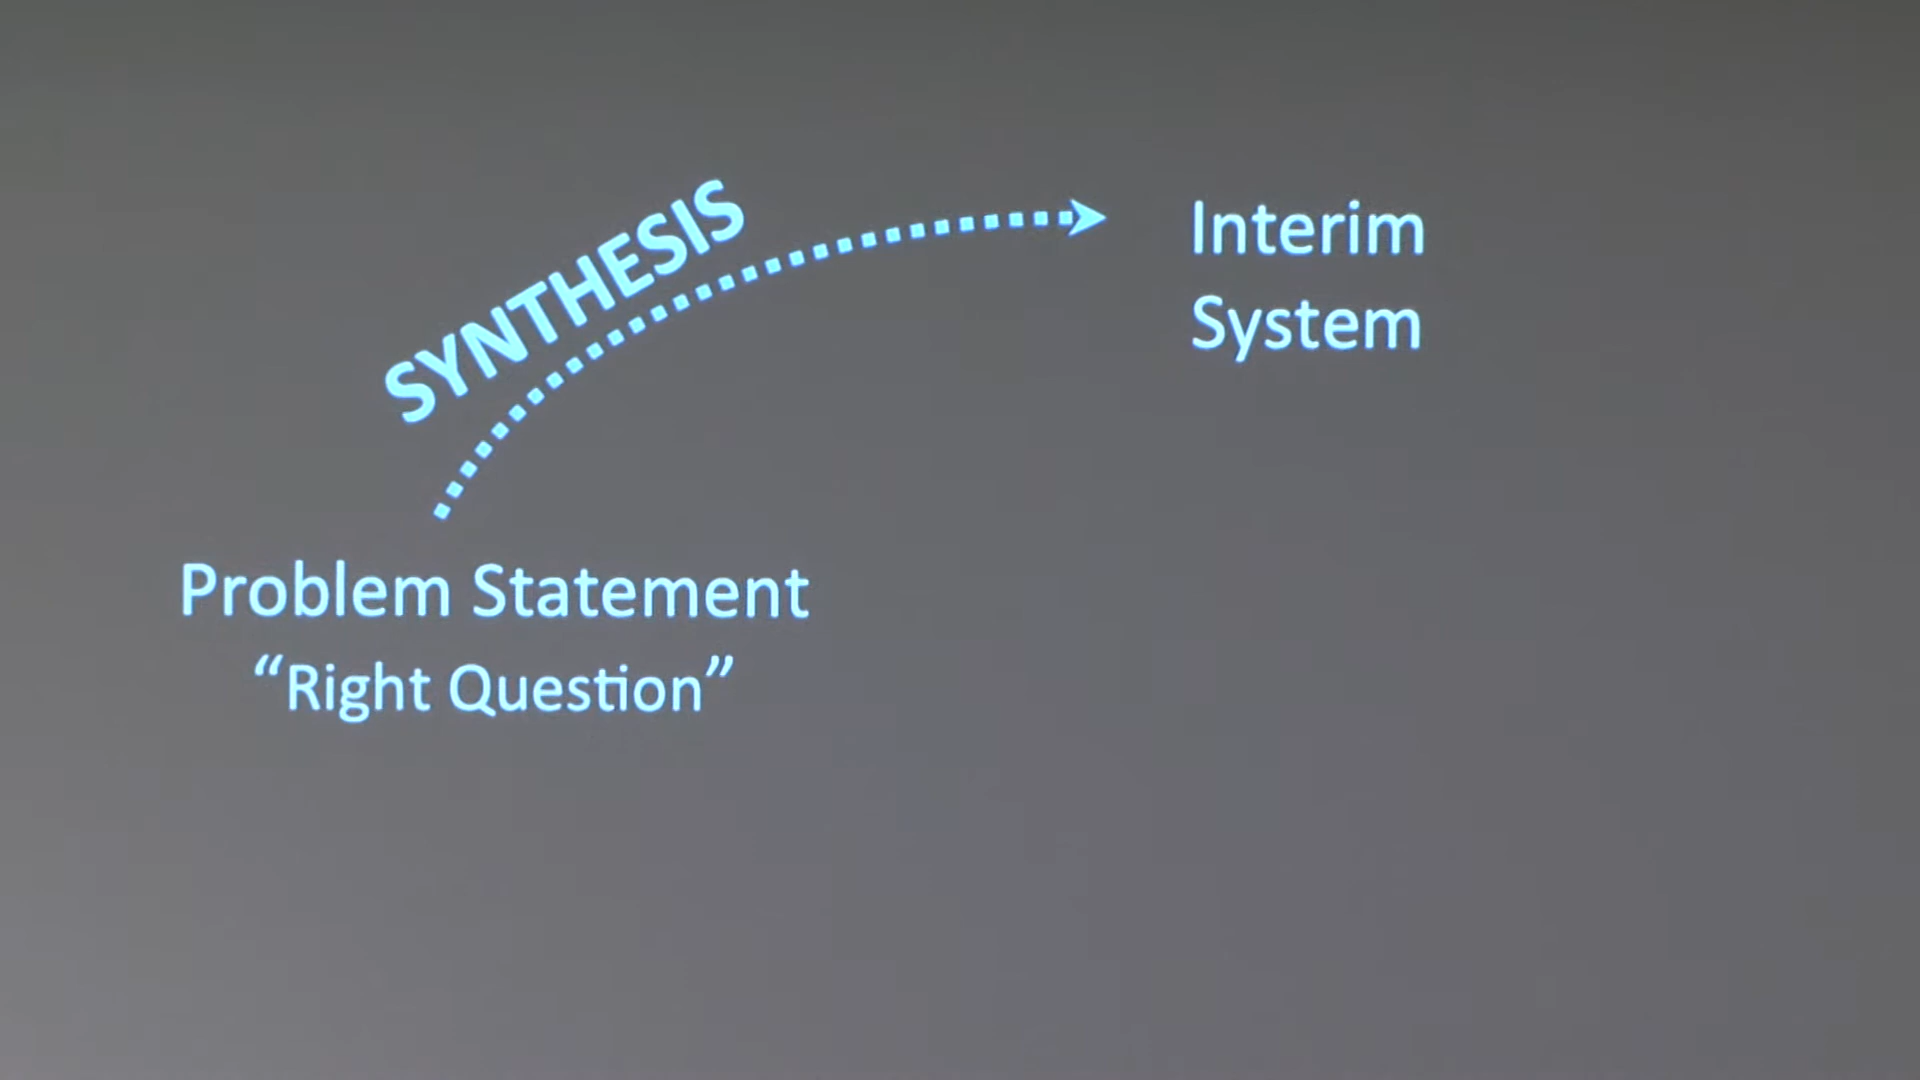 SYNTHESIS
Interim
System
Problem Statement
“Right Question”